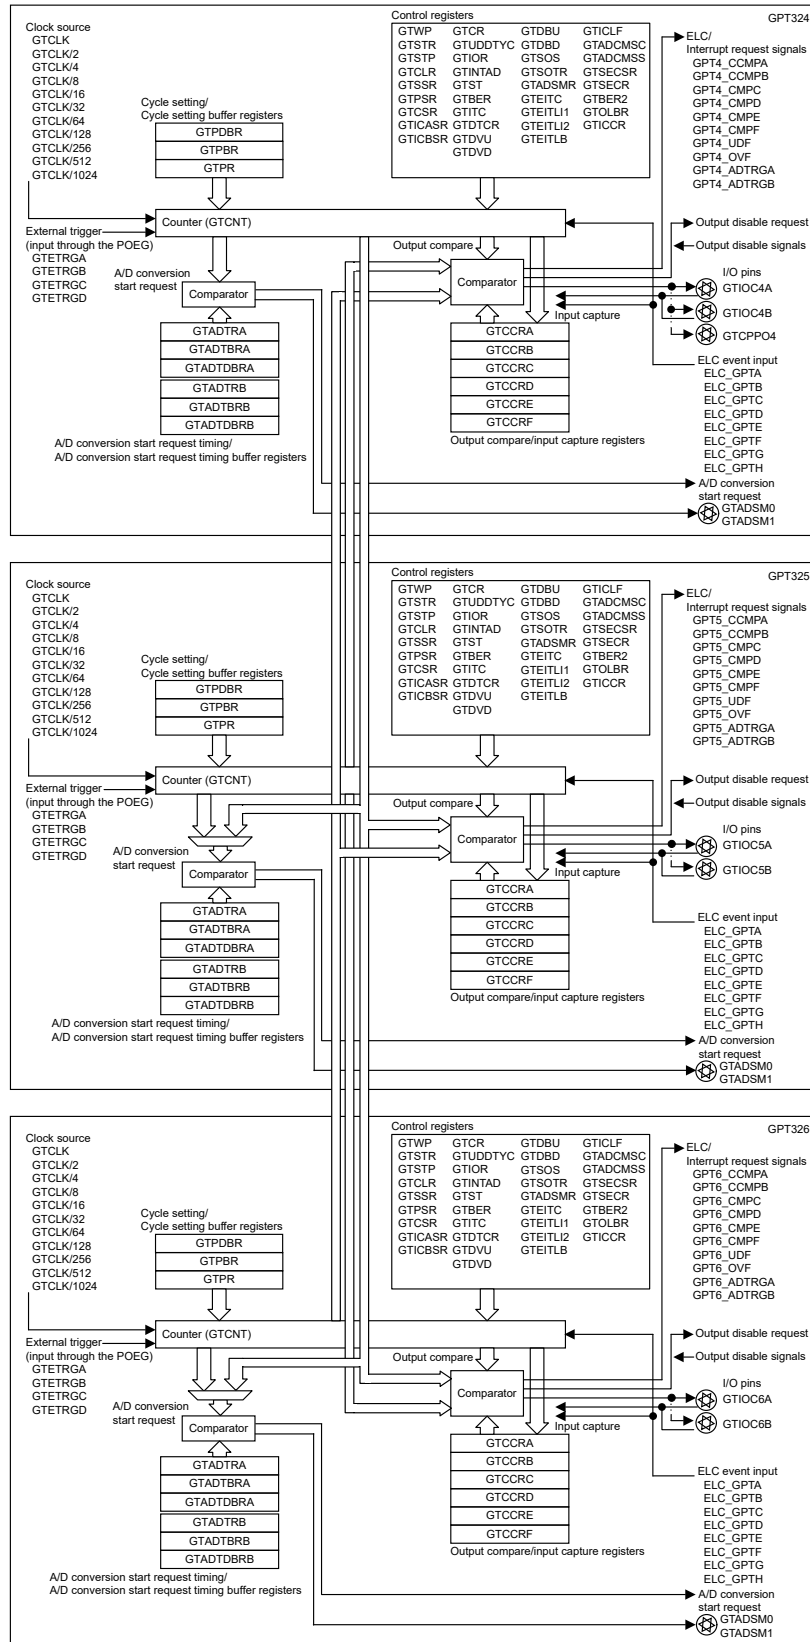 GPT324
Clock source
GTCLK
GTCLK/2
GTCLK/4
GTCLK/8
GTCLK/16
GTCLK/32
GTCLK/64
GTCLK/128
GTCLK/256
GTCLK/512
GTCLK/1024
External trigger
(input through the POEG)
GTETRGA
GTETRGB
GTETRGC
GTETRGD
Cycle setting/
Cycle setting buffer registers
GTPDBR
GTPBR
GTPR
Control registers
GTWP GTCR GTDBU GTICLF
GTSTR GTUDDTYC GTDBD GTADCMSC
GTSTP GTIOR GTSOS GTADCMSS
GTCLR GTINTAD GTSOTR GTSECSR
GTSSR GTST GTADSMR GTSECR
GTPSR GTBER GTEITC GTBER2
GTCSR GTITC GTEITLI1 GTOLBR
GTICASR GTDTCR GTEITLI2 GTICCR
GTICBSR GTDVU GTEITLB
GTDVD
Counter (GTCNT)
A/D conversion
start request
Comparator
GTADTRA
GTADTBRA
GTADTDBRA
GTADTRB
GTADTBRB
GTADTDBRB
A/D conversion start request timing/
A/D conversion start request timing buffer registers
Output compare
Comparator
Input capture
GTCCRA
GTCCRB
GTCCRC
GTCCRD
GTCCRE
GTCCRF
Output compare/input capture registers
ELC/
Interrupt request signals
GPT4_CCMPA
GPT4_CCMPB
GPT4_CMPC
GPT4_CMPD
GPT4_CMPE
GPT4_CMPF
GPT4_UDF
GPT4_OVF
GPT4_ADTRGA
GPT4_ADTRGB
Output disable request
Output disable signals
I/O pins
GTIOC4A
GTIOC4B
GTCPPO4
ELC event input
ELC_GPTA
ELC_GPTB
ELC_GPTC
ELC_GPTD
ELC_GPTE
ELC_GPTF
ELC_GPTG
ELC_GPTH
A/D conversion
start request
GTADSM0
GTADSM1
GPT325
Clock source
GTCLK
GTCLK/2
GTCLK/4
GTCLK/8
GTCLK/16
GTCLK/32
GTCLK/64
GTCLK/128
GTCLK/256
GTCLK/512
GTCLK/1024
External trigger
(input through the POEG)
GTETRGA
GTETRGB
GTETRGC
GTETRGD
Cycle setting/
Cycle setting buffer registers
GTPDBR
GTPBR
GTPR
Control registers
GTWP GTCR GTDBU GTICLF
GTSTR GTUDDTYC GTDBD GTADCMSC
GTSTP GTIOR GTSOS GTADCMSS
GTCLR GTINTAD GTSOTR GTSECSR
GTSSR GTST GTADSMR GTSECR
GTPSR GTBER GTEITC GTBER2
GTCSR GTITC GTEITLI1 GTOLBR
GTICASR GTDTCR GTEITLI2 GTICCR
GTICBSR GTDVU GTEITLB
GTDVD
Counter (GTCNT)
A/D conversion
start request
Comparator
GTADTRA
GTADTBRA
GTADTDBRA
GTADTRB
GTADTBRB
GTADTDBRB
A/D conversion start request timing/
A/D conversion start request timing buffer registers
Output compare
Comparator
Input capture
GTCCRA
GTCCRB
GTCCRC
GTCCRD
GTCCRE
GTCCRF
Output compare/input capture registers
ELC/
Interrupt request signals
GPT5_CCMPA
GPT5_CCMPB
GPT5_CMPC
GPT5_CMPD
GPT5_CMPE
GPT5_CMPF
GPT5_UDF
GPT5_OVF
GPT5_ADTRGA
GPT5_ADTRGB
Output disable request
Output disable signals
I/O pins
GTIOC5A
GTIOC5B
ELC event input
ELC_GPTA
ELC_GPTB
ELC_GPTC
ELC_GPTD
ELC_GPTE
ELC_GPTF
ELC_GPTG
ELC_GPTH
A/D conversion
start request
GTADSM0
GTADSM1
GPT326
Clock source
GTCLK
GTCLK/2
GTCLK/4
GTCLK/8
GTCLK/16
GTCLK/32
GTCLK/64
GTCLK/128
GTCLK/256
GTCLK/512
GTCLK/1024
External trigger
(input through the POEG)
GTETRGA
GTETRGB
GTETRGC
GTETRGD
Cycle setting/
Cycle setting buffer registers
GTPDBR
GTPBR
GTPR
Control registers
GTWP GTCR GTDBU GTICLF
GTSTR GTUDDTYC GTDBD GTADCMSC
GTSTP GTIOR GTSOS GTADCMSS
GTCLR GTINTAD GTSOTR GTSECSR
GTSSR GTST GTADSMR GTSECR
GTPSR GTBER GTEITC GTBER2
GTCSR GTITC GTEITLI1 GTOLBR
GTICASR GTDTCR GTEITLI2 GTICCR
GTICBSR GTDVU GTEITLB
GTDVD
Counter (GTCNT)
A/D conversion
start request
Comparator
GTADTRA
GTADTBRA
GTADTDBRA
GTADTRB
GTADTBRB
GTADTDBRB
A/D conversion start request timing/
A/D conversion start request timing buffer registers
Output compare
Comparator
Input capture
GTCCRA
GTCCRB
GTCCRC
GTCCRD
GTCCRE
GTCCRF
Output compare/input capture registers
ELC/
Interrupt request signals
GPT6_CCMPA
GPT6_CCMPB
GPT6_CMPC
GPT6_CMPD
GPT6_CMPE
GPT6_CMPF
GPT6_UDF
GPT6_OVF
GPT6_ADTRGA
GPT6_ADTRGB
Output disable request
Output disable signals
I/O pins
GTIOC6A
GTIOC6B
ELC event input
ELC_GPTA
ELC_GPTB
ELC_GPTC
ELC_GPTD
ELC_GPTE
ELC_GPTF
ELC_GPTG
ELC_GPTH
A/D conversion
start request
GTADSM0
GTADSM1